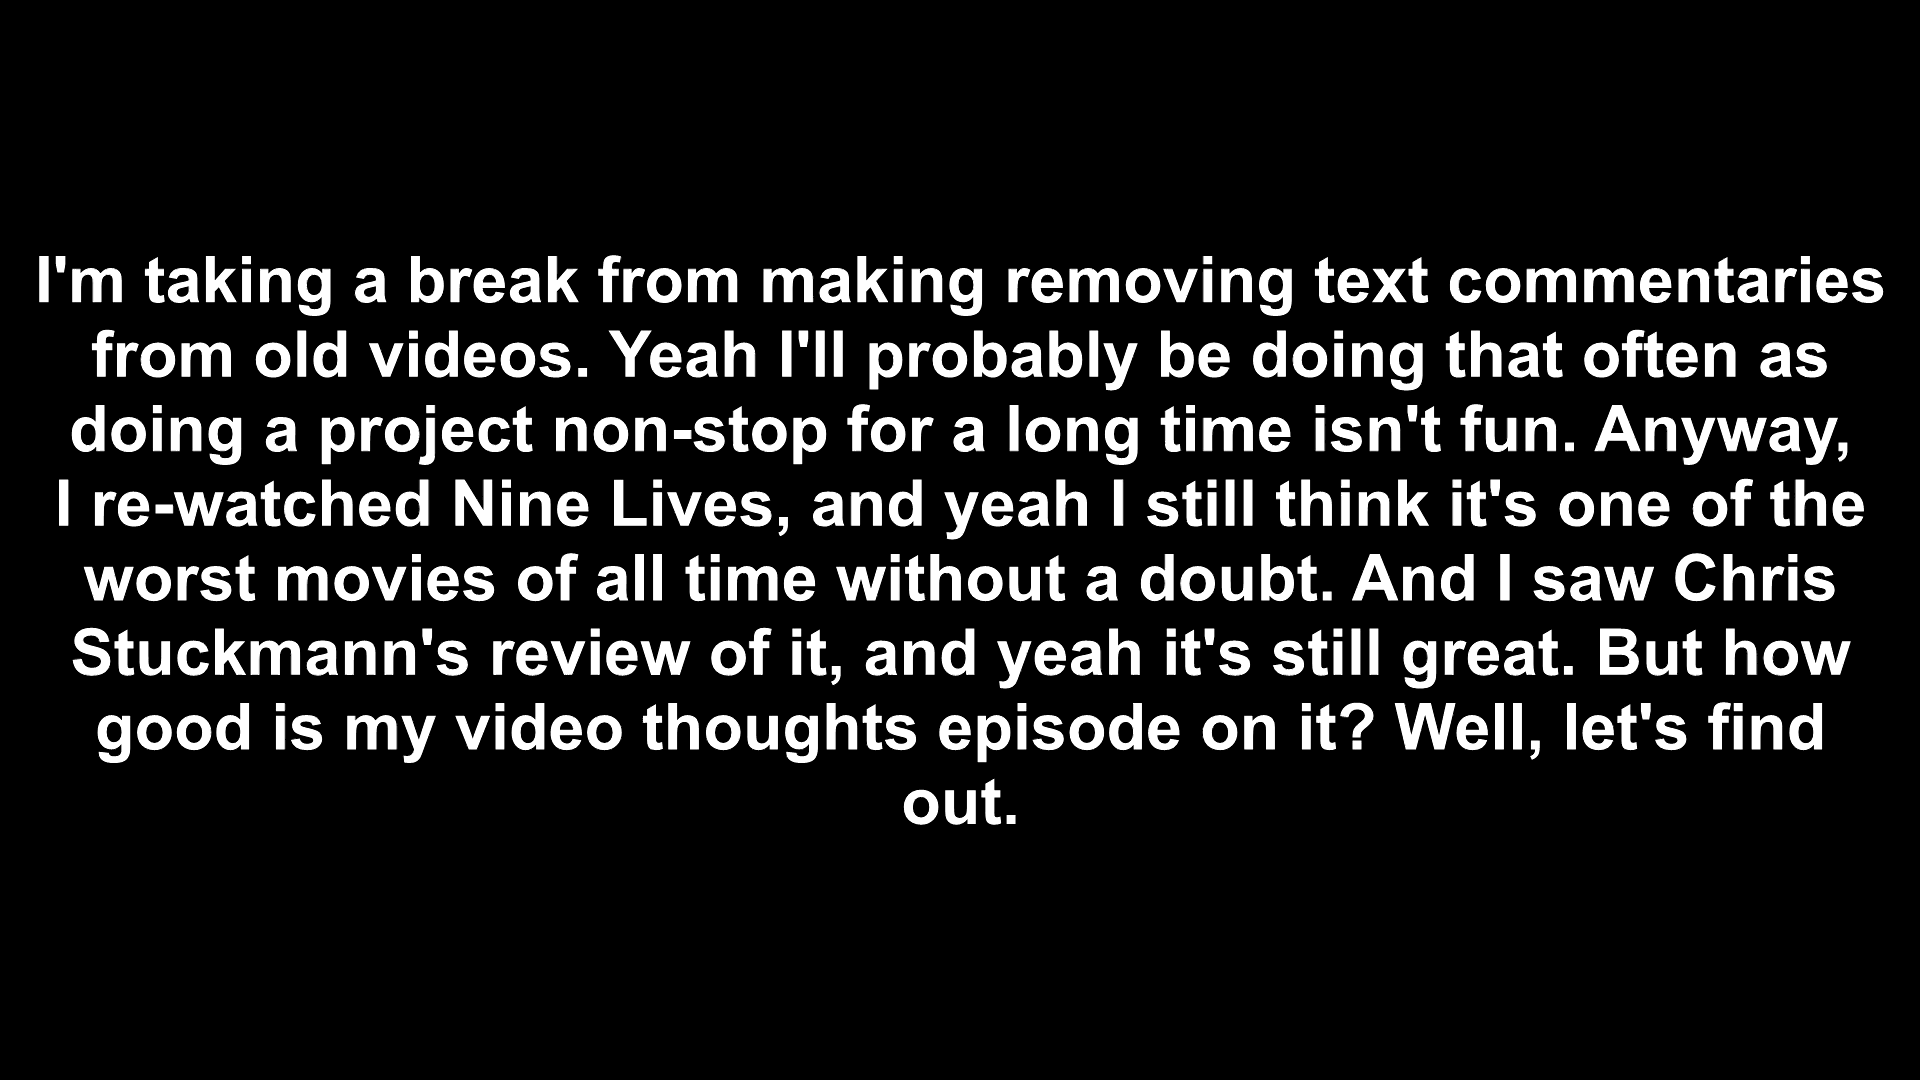 I'm taking a break from making removing text commentaries
from old videos. Yeah I'll probably be doing that often as
doing a project non-stop for a long time isn't fun. Anyway,
I re-watched Nine Lives, and yeah I still think it's one of the
worst movies of all time without a doubt. And I saw Chris
Stuckmann's review of it, and yeah it's still great. But how
good is my video thoughts episode on it? Well, let's find
out.